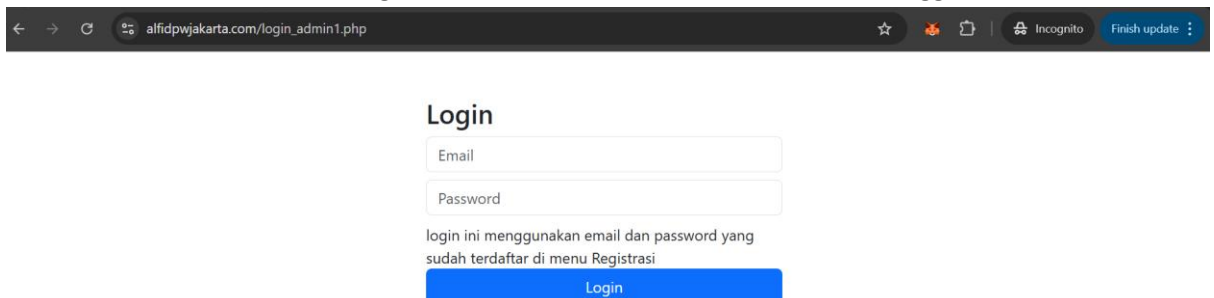 alfidpwjakarta.com/login_admin1.php Incognito Finish update
Login
Email
Password
login ini menggunakan email dan password yang
sudah terdaftar di menu Registrasi
Login